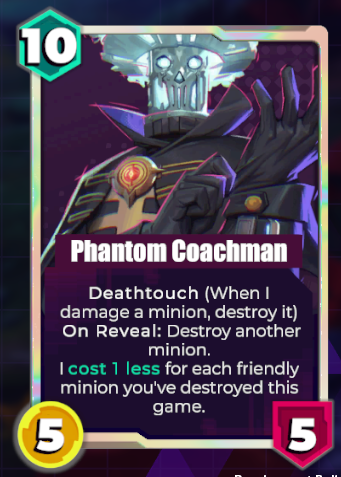 10
Phantom Coachman
Deathtouch (When I
damage a minion, destroy it)
On Reveal: Destroy another
minion.
I cost 1 less for each friendly
minion you've destroyed this
game.
5
5